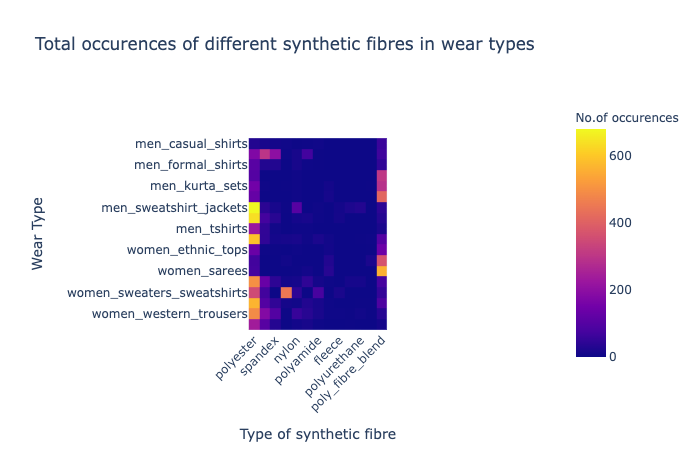 Total occurences of different synthetic fibres in wear types
No.of occurences
600
400
200
0
Wear Type
men_casual_shirts
men_formal_shirts
men_kurta_sets
men_sweatshirt_jackets
men_tshirts
women_ethnic_tops
women_sarees
women_sweaters_sweatshirts
women_western_trousers
polyester
spandex
nylon
polyamide
fleece
polyurethane
poly_fibre_blend
Type of synthetic fibre